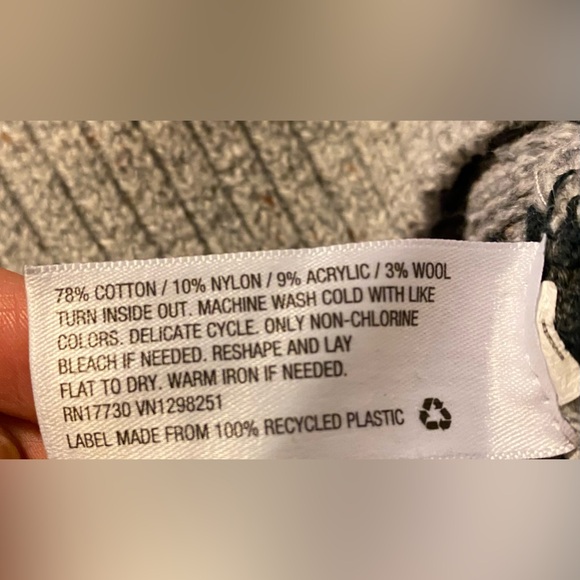 78% COTTON / 10% NYLON / 9% ACRYLIC / 3% WOOL
TURN INSIDE OUT. MACHINE WASH COLD WITH LIKE
COLORS. DELICATE CYCLE. ONLY NON-CHLORINE
BLEACH IF NEEDED. RESHAPE AND LAY
FLAT TO DRY. WARM IRON IF NEEDED.
RN17730 VN1298251
LABEL MADE FROM 100% RECYCLED PLASTIC